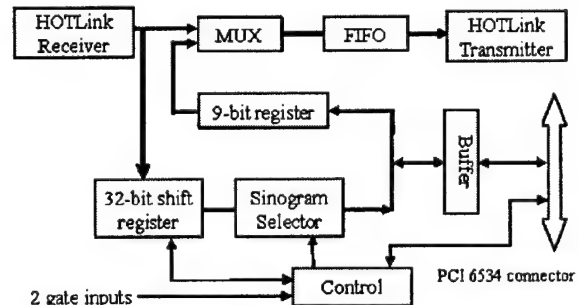 HOTLink
Receiver
MUX
FIFO
HOTLink
Transmitter
9-bit register
Buffer
32-bit shift
register
Sinogram
Selector
Control
PCI 6534 connector
2 gate inputs